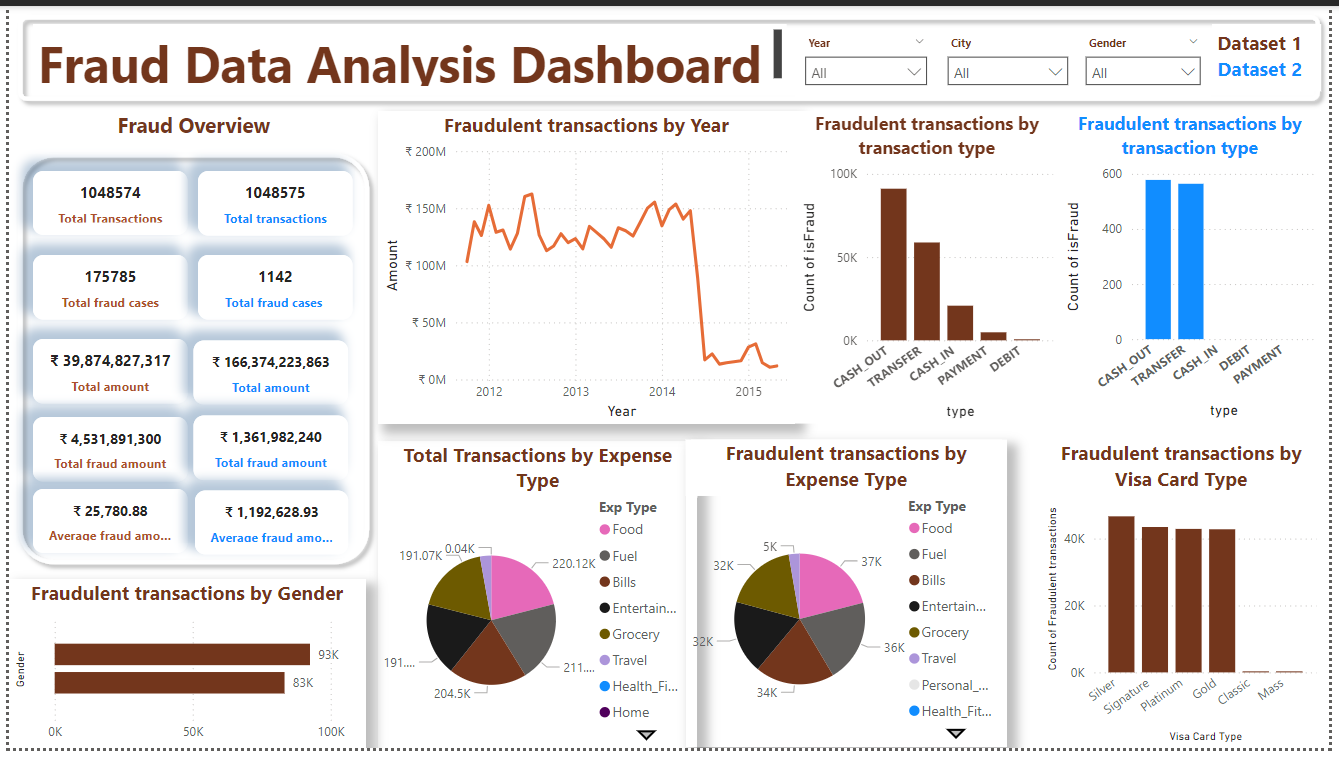 Fraud Data Analysis Dashboard
Year
All
City
All
Gender
All
Dataset 1
Dataset 2
Fraud Overview
1048574
Total Transactions
1048575
Total transactions
175785
Total fraud cases
1142
Total fraud cases
₹ 39,874,827,317
Total amount
₹ 166,374,223,863
Total amount
₹ 4,531,891,300
Total fraud amount
₹ 1,361,982,240
Total fraud amount
₹ 25,780.88
Average fraud amo...
₹ 1,192,628.93
Average fraud amo...
Fraudulent transactions by Year
₹ 200M
₹ 150M
₹ 100M
₹ 50M
₹ 0M
Amount
2012
2013
2014
2015
Year
Fraudulent transactions by
transaction type
100K
50K
0K
Count of isFraud
CASH_OUT
TRANSFER
CASH_IN
PAYMENT
DEBIT
type
Fraudulent transactions by
transaction type
600
400
200
0
Count of isFraud
CASH_OUT
TRANSFER
CASH_IN
DEBIT
PAYMENT
type
Fraudulent transactions by Gender
Gender
93K
83K
0K
50K
100K
Total Transactions by Expense
Type
191.07K
0.04K
220.12K
191....
211....
204.5K
Exp Type
Food
Fuel
Bills
Entertain...
Grocery
Travel
Health_Fi...
Home
Fraudulent transactions by
Expense Type
5K
32K
37K
32K
36K
34K
Exp Type
Food
Fuel
Bills
Entertain...
Grocery
Travel
Personal_...
Health_Fit...
Fraudulent transactions by
Visa Card Type
Count of Fraudulent transactions
40K
20K
0K
Silver
Signature
Platinum
Gold
Classic
Mass
Visa Card Type